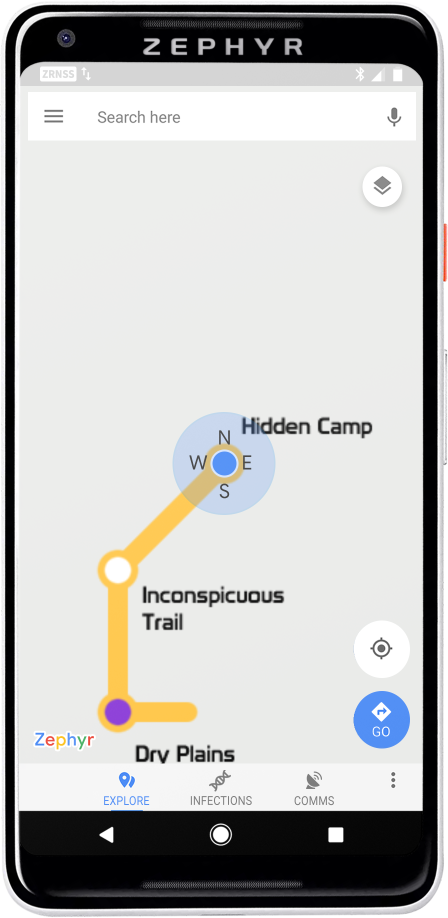 ZEPHYR
ZRNSS
Search here
Hidden Camp
N
W E
S
Inconspicuous
Trail
GO
Zephyr
Dry Plains
EXPLORE INFECTIONS COMMS